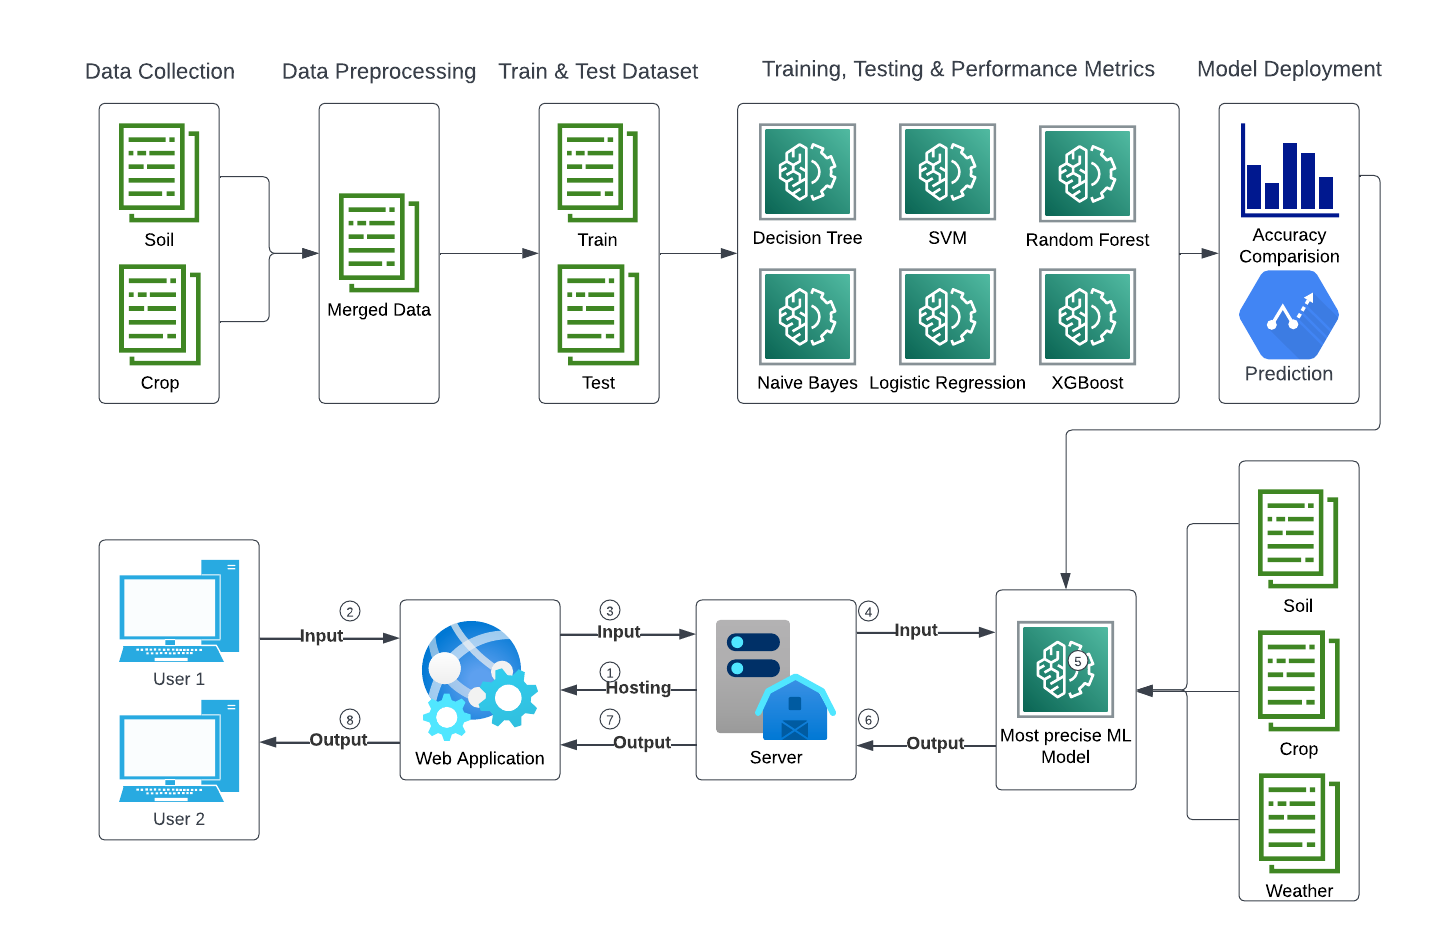 Data Collection
Data Preprocessing
Train & Test Dataset
Training, Testing & Performance Metrics
Model Deployment
Soil
Crop
Merged Data
Train
Test
Decision Tree
SVM
Random Forest
Naive Bayes
Logistic Regression
XGBoost
Accuracy
Comparision
Prediction
User 1
User 2
2
Input
8
Output
Web Application
3
Input
1
Hosting
7
Output
Server
4
Input
6
Output
5
Most precise ML
Model
Soil
Crop
Weather